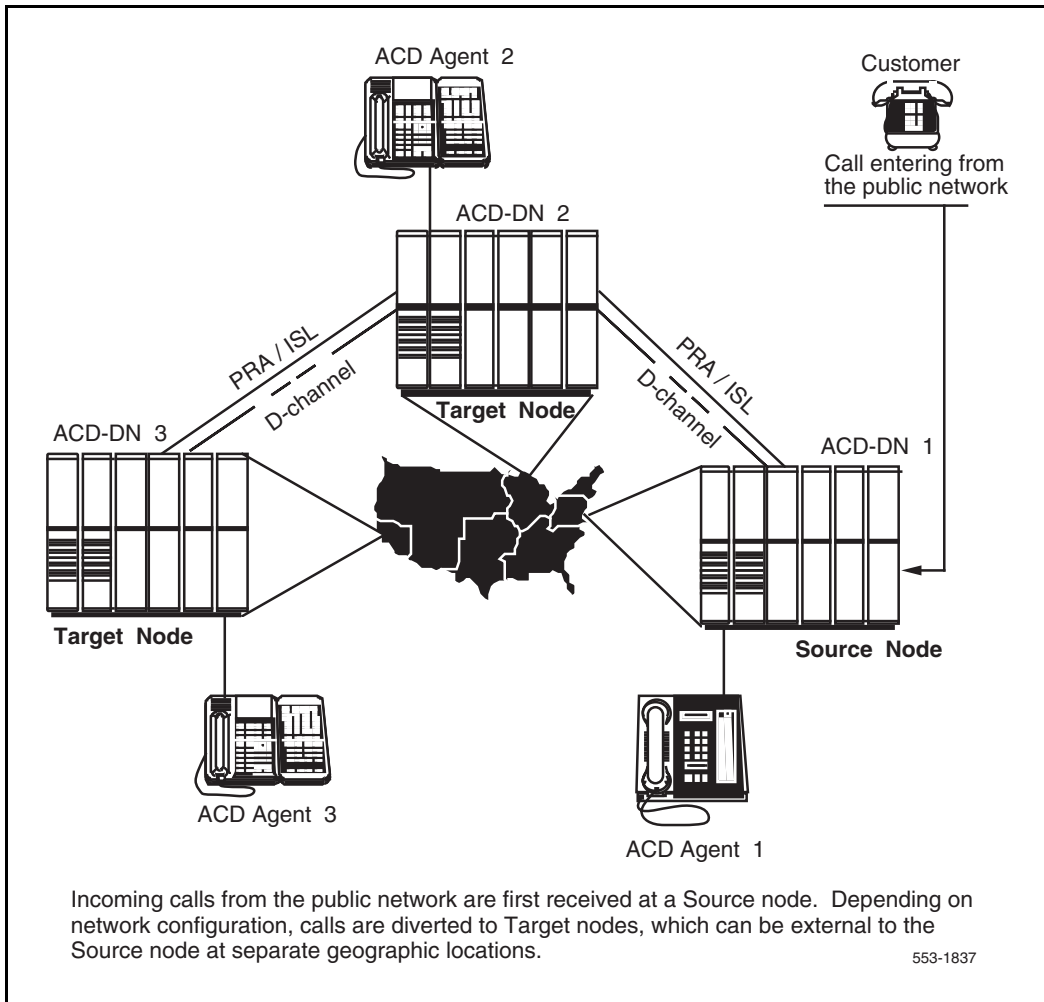 ACD Agent 2
Customer
Call entering from
the public network
ACD-DN 2
PRA / ISL
D-channel
PRA / ISL
D-channel
Target Node
ACD-DN 3
ACD-DN 1
Target Node
Source Node
ACD Agent 3
ACD Agent 1
Incoming calls from the public network are first received at a Source node. Depending on
network configuration, calls are diverted to Target nodes, which can be external to the
Source node at separate geographic locations.
553-1837